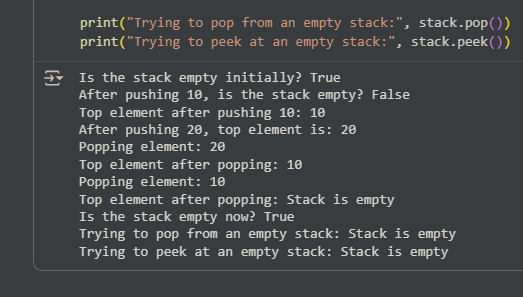 print("Trying to pop from an empty stack:", stack.pop())
print("Trying to peek at an empty stack:", stack.peek())
Is the stack empty initially? True
After pushing 10, is the stack empty? False
Top element after pushing 10: 10
After pushing 20, top element is: 20
Popping element: 20
Top element after popping: 10
Popping element: 10
Top element after popping: Stack is empty
Is the stack empty now? True
Trying to pop from an empty stack: Stack is empty
Trying to peek at an empty stack: Stack is empty